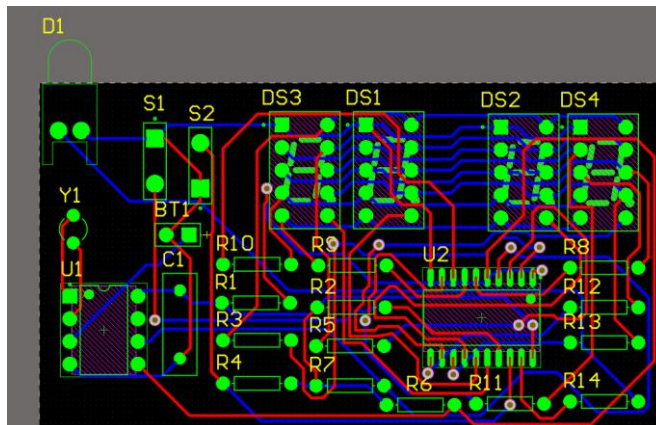 D1
S1
S2
DS3
DS1
DS2
DS4
Y1
BT1
+
U1
C1
R10
R9
U2
R8
R1
R2
R12
R3
R5
R13
R4
R7
R6
R11
R14